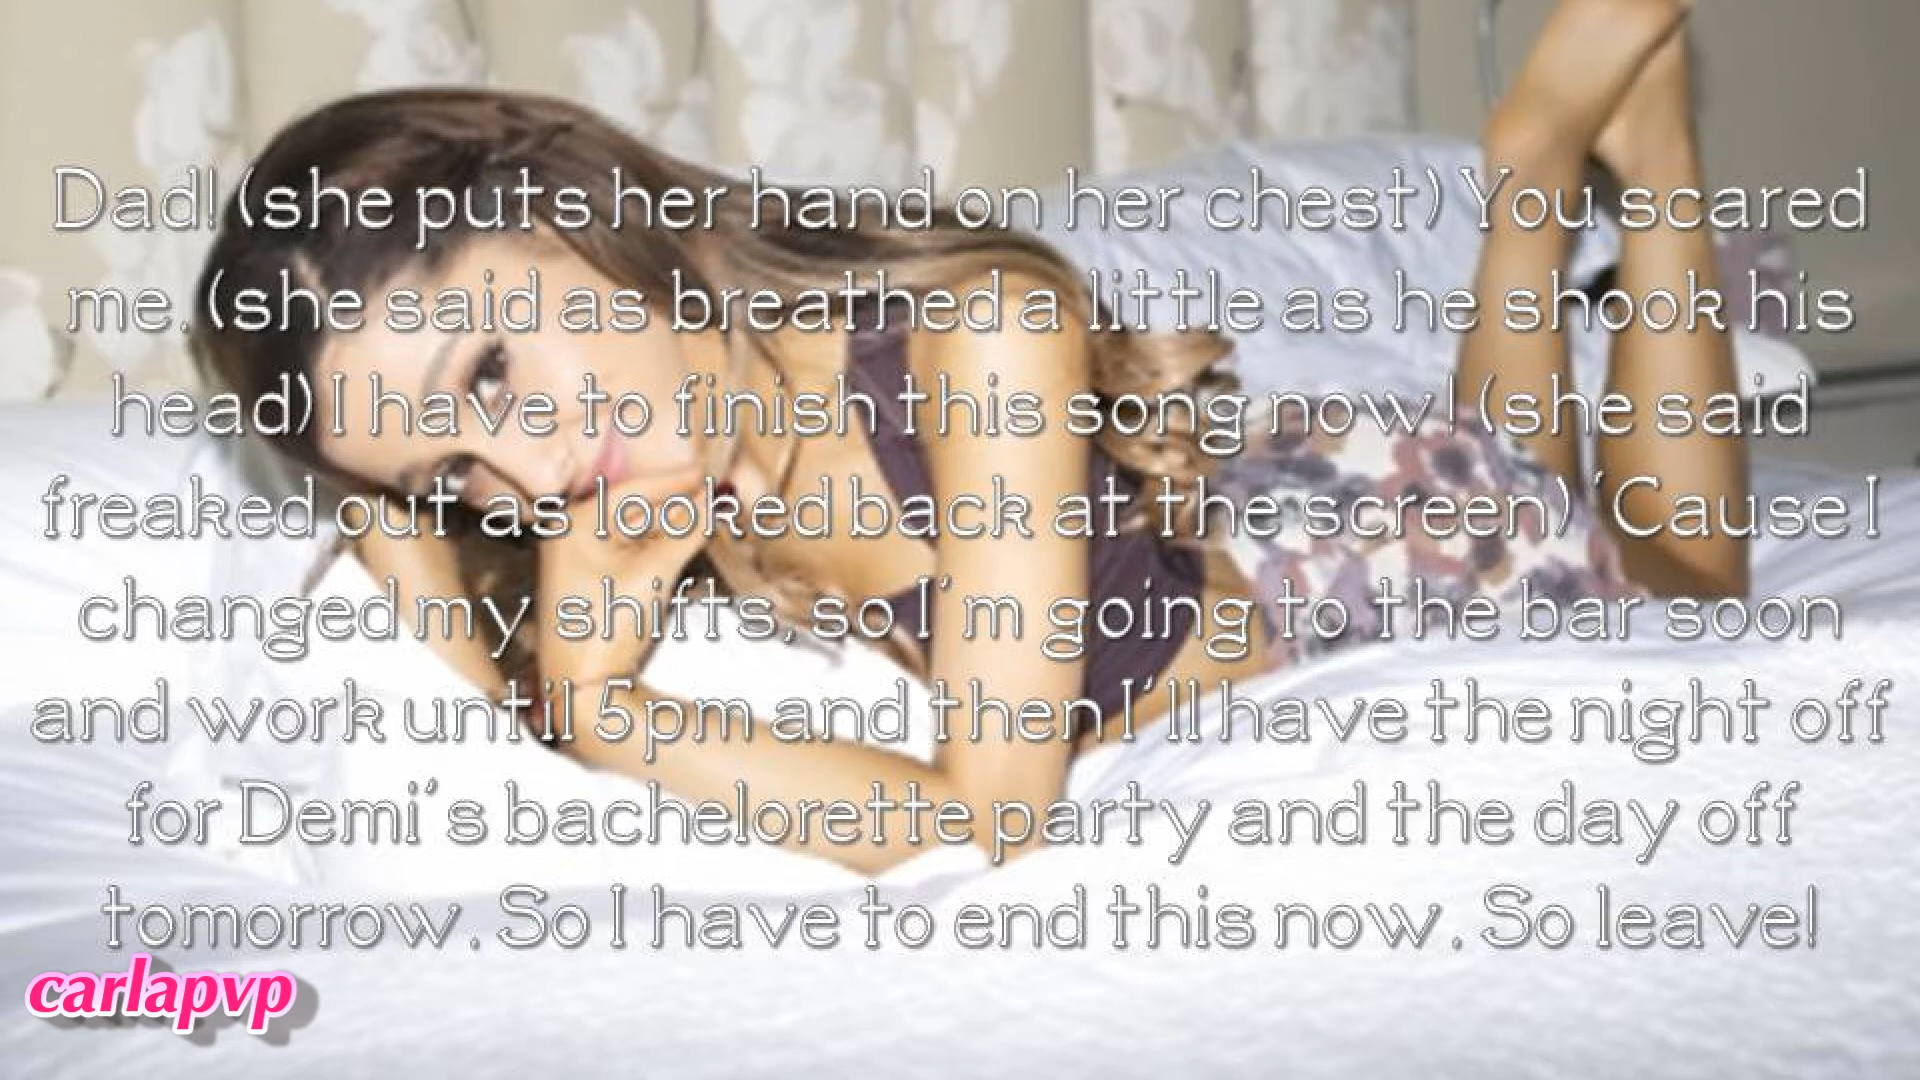 Dad! (she puts her hand on her chest) You scared
me. (she said as breathed a little as he shook his
head) I have to finish this song now! (she said
freaked out as looked back at the screen) 'Cause I
changed my shifts, so I'm going to the bar soon
and work until 5pm and then I'll have the night off
for Demi's bachelorette party and the day off
tomorrow. So I have to end this now. So leave!
carlapvp